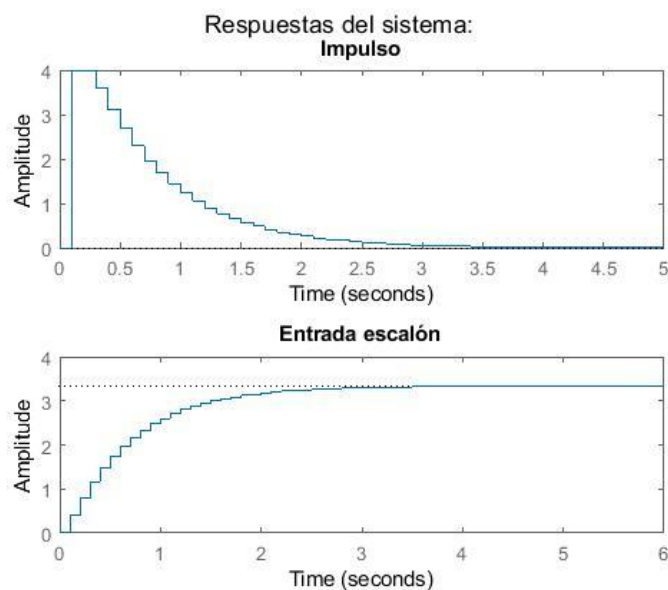 Respuestas del sistema:
Impulso
4
3
2
1
0
Amplitude
0 0.5 1 1.5 2 2.5 3 3.5 4 4.5 5
Time (seconds)
Entrada escalón
4
3
2
1
0
Amplitude
0 1 2 3 4 5 6
Time (seconds)